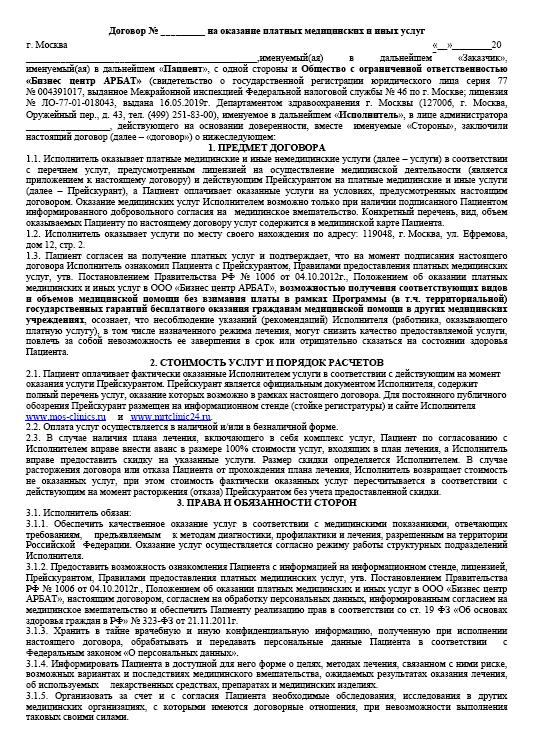 Договор № ________ на оказание платных медицинских и иных услуг
г. Москва «__»________20
______________________________________________,именуемый(ая) в дальнейшем «Заказчик»,
именуемый(ая) в дальнейшем «Пациент», с одной стороны и Общество с ограниченной ответственностью
«Бизнес центр АРБАТ» (свидетельство о государственной регистрации юридического лица серия 77
№ 004391017, выданное Межрайонной инспекцией Федеральной налоговой службы № 46 по г. Москве; лицензия
№ ЛО-77-01-018043, выдана 16.05.2019г. Департаментом здравоохранения г. Москвы (127006, г. Москва,
Оружейный пер., д. 43, тел. (499) 251-83-00), именуемое в дальнейшем «Исполнитель», в лице администратора
_________________, действующего на основании доверенности, вместе именуемые «Стороны», заключили
настоящий договор (далее – «договор») о нижеследующем:
1. ПРЕДМЕТ ДОГОВОРА
1.1. Исполнитель оказывает платные медицинские и иные немедицинские услуги (далее – услуги) в соответствии
с перечнем услуг, предусмотренным лицензией на осуществление медицинской деятельности (является
приложением к настоящему договору) и действующим Прейскурантом на платные медицинские и иные услуги
(далее – Прейскурант), а Пациент оплачивает оказанные услуги на условиях, предусмотренных настоящим
договором. Оказание медицинских услуг Исполнителем возможно только при наличии подписанного Пациентом
информированного добровольного согласия на медицинское вмешательство. Конкретный перечень, вид, объем
оказываемых Пациенту по настоящему договору услуг содержится в медицинской карте Пациента.
1.2. Исполнитель оказывает услуги по месту своего нахождения по адресу: 119048, г. Москва, ул. Ефремова,
дом 12, стр. 2.
1.3. Пациент согласен на получение платных услуг и подтверждает, что на момент подписания настоящего
договора Исполнитель ознакомил Пациента с Прейскурантом, Правилами предоставления платных медицинских
услуг, утв. Постановлением Правительства РФ № 1006 от 04.10.2012г., Положением об оказании платных
медицинских и иных услуг в ООО «Бизнес центр АРБАТ», возможностью получения соответствующих видов
и объемов медицинской помощи без взимания платы в рамках Программы (в т.ч. территориальной)
государственных гарантий бесплатного оказания гражданам медицинской помощи в других медицинских
учреждениях, осознает, что несоблюдение указаний (рекомендаций) Исполнителя (работника, оказывающего
платную услугу), в том числе назначенного режима лечения, могут снизить качество предоставляемой услуги,
повлечь за собой невозможность ее завершения в срок или отрицательно сказаться на состоянии здоровья
Пациента.
2. СТОИМОСТЬ УСЛУГ И ПОРЯДОК РАСЧЕТОВ
2.1. Пациент оплачивает фактически оказанные Исполнителем услуги в соответствии с действующим на момент
оказания услуги Прейскурантом. Прейскурант является официальным документом Исполнителя, содержит
полный перечень услуг, оказание которых возможно в рамках настоящего договора. Для постоянного публичного
обозрения Прейскурант размещен на информационном стенде (стойке регистратуры) и сайте Исполнителя
www.mos-clinics.ru и www.mrtclinic24.ru.
2.2. Оплата услуг осуществляется в наличной и/или в безналичной форме.
2.3. В случае наличия плана лечения, включающего в себя комплекс услуг, Пациент по согласованию с
Исполнителем вправе внести аванс в размере 100% стоимости услуг, входящих в план лечения, а Исполнитель
вправе предоставить скидку на указанные услуги. Размер скидки определяется Исполнителем. В случае
расторжения договора или отказа Пациента от прохождения плана лечения, Исполнитель возвращает стоимость
не оказанных услуг, при этом стоимость фактически оказанных услуг пересчитывается в соответствии с
действующим на момент расторжения (отказа) Прейскурантом без учета предоставленной скидки.
3. ПРАВА И ОБЯЗАННОСТИ СТОРОН
3.1. Исполнитель обязан:
3.1.1. Обеспечить качественное оказание услуг в соответствии с медицинскими показаниями, отвечающих
требованиям, предъявляемым к методам диагностики, профилактики и лечения, разрешенным на территории
Российской Федерации. Оказание услуг осуществляется согласно режиму работы структурных подразделений
Исполнителя.
3.1.2. Предоставить возможность ознакомления Пациента с информацией на информационном стенде, лицензией,
Прейскурантом, Правилами предоставления платных медицинских услуг, утв. Постановлением Правительства
РФ № 1006 от 04.10.2012г., Положением об оказании платных медицинских и иных услуг в ООО «Бизнес центр
АРБАТ», настоящим договором, согласием на обработку персональных данных, информированным согласием на
медицинское вмешательство и обеспечить Пациенту реализацию прав в соответствии со ст. 19 ФЗ «Об основах
здоровья граждан в РФ» № 323-ФЗ от 21.11.2011г.
3.1.3. Хранить в тайне врачебную и иную конфиденциальную информацию, полученную при исполнении
настоящего договора, обрабатывать и передавать персональные данные Пациента в соответствии с
Федеральным законом «О персональных данных».
3.1.4. Информировать Пациента в доступной для него форме о целях, методах лечения, связанном с ними риске,
возможных вариантах и последствиях медицинского вмешательства, ожидаемых результатах оказания лечения,
об используемых лекарственных средствах, препаратах и медицинских изделиях.
3.1.5. Организовать за счет и с согласия Пациента необходимые обследования, исследования в других
медицинских организациях, с которыми имеются договорные отношения, при невозможности выполнения
таковых своими силами.